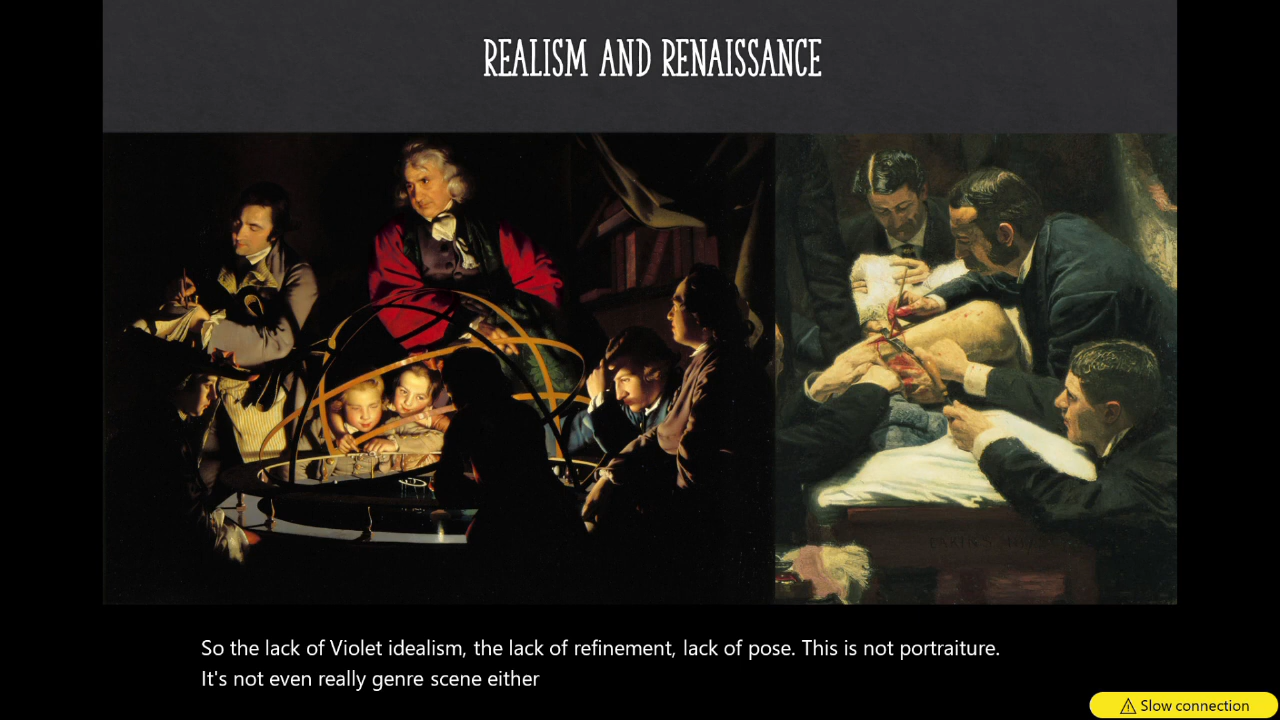 REALISM AND RENAISSANCE
So the lack of Violet idealism, the lack of refinement, lack of pose. This is not portraiture.
It's not even really genre scene either
Slow connection